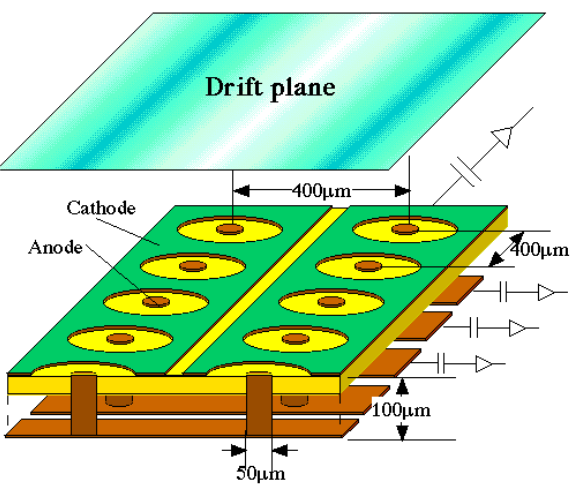 Drift plane
400μm
Cathode
Anode
400μm
100μm
50μm